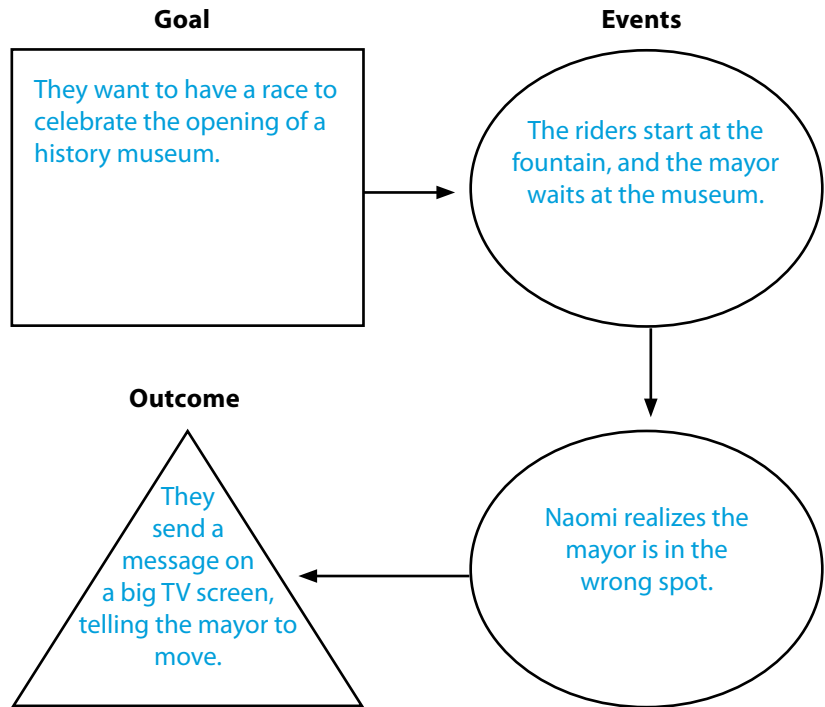 Goal
They want to have a race to
celebrate the opening of a
history museum.
Events
The riders start at the
fountain, and the mayor
waits at the museum.
Naomi realizes the
mayor is in the
wrong spot.
Outcome
They
send a
message on
a big TV screen,
telling the mayor to
move.